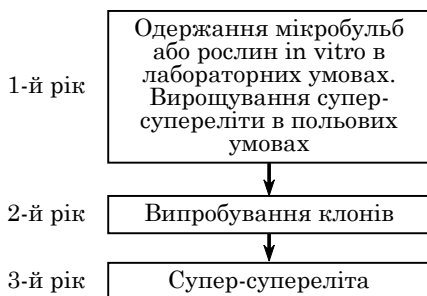 Одержання мікробульб
або рослин in vitro в
лабораторних умовах.
1-й рік
Вирощування супер-
супереліти в польових
умовах
2-й рік
Випробування клонів
3-й рік
Супер-супереліта